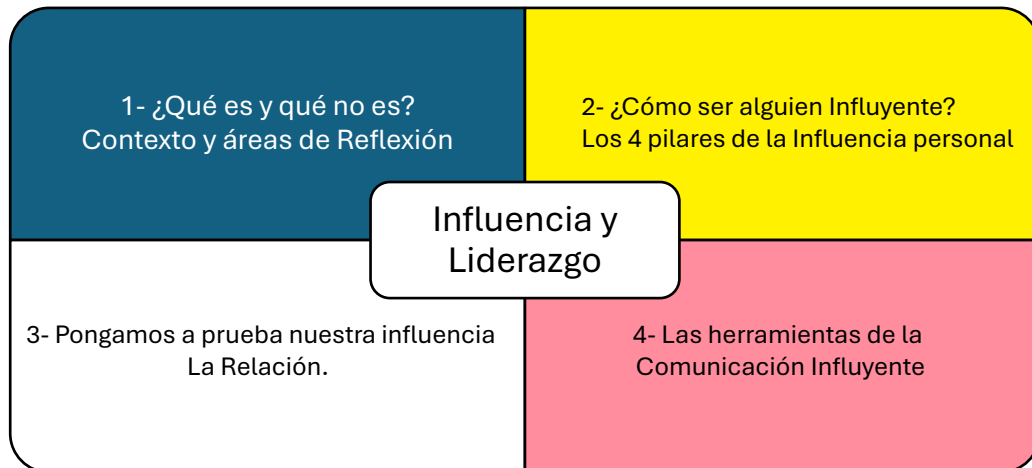 1- ¿Qué es y qué no es?
Contexto y áreas de Reflexión
2- ¿Cómo ser alguien Influyente?
Los 4 pilares de la Influencia personal
Influencia y
Liderazgo
3- Pongamos a prueba nuestra influencia
La Relación.
4- Las herramientas de la
Comunicación Influyente